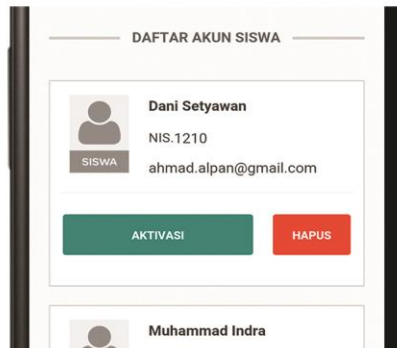 DAFTAR AKUN SISWA
Dani Setyawan
NIS.1210
SISWA
ahmad.alpan@gmail.com
AKTIVASI HAPUS
Muhammad Indra